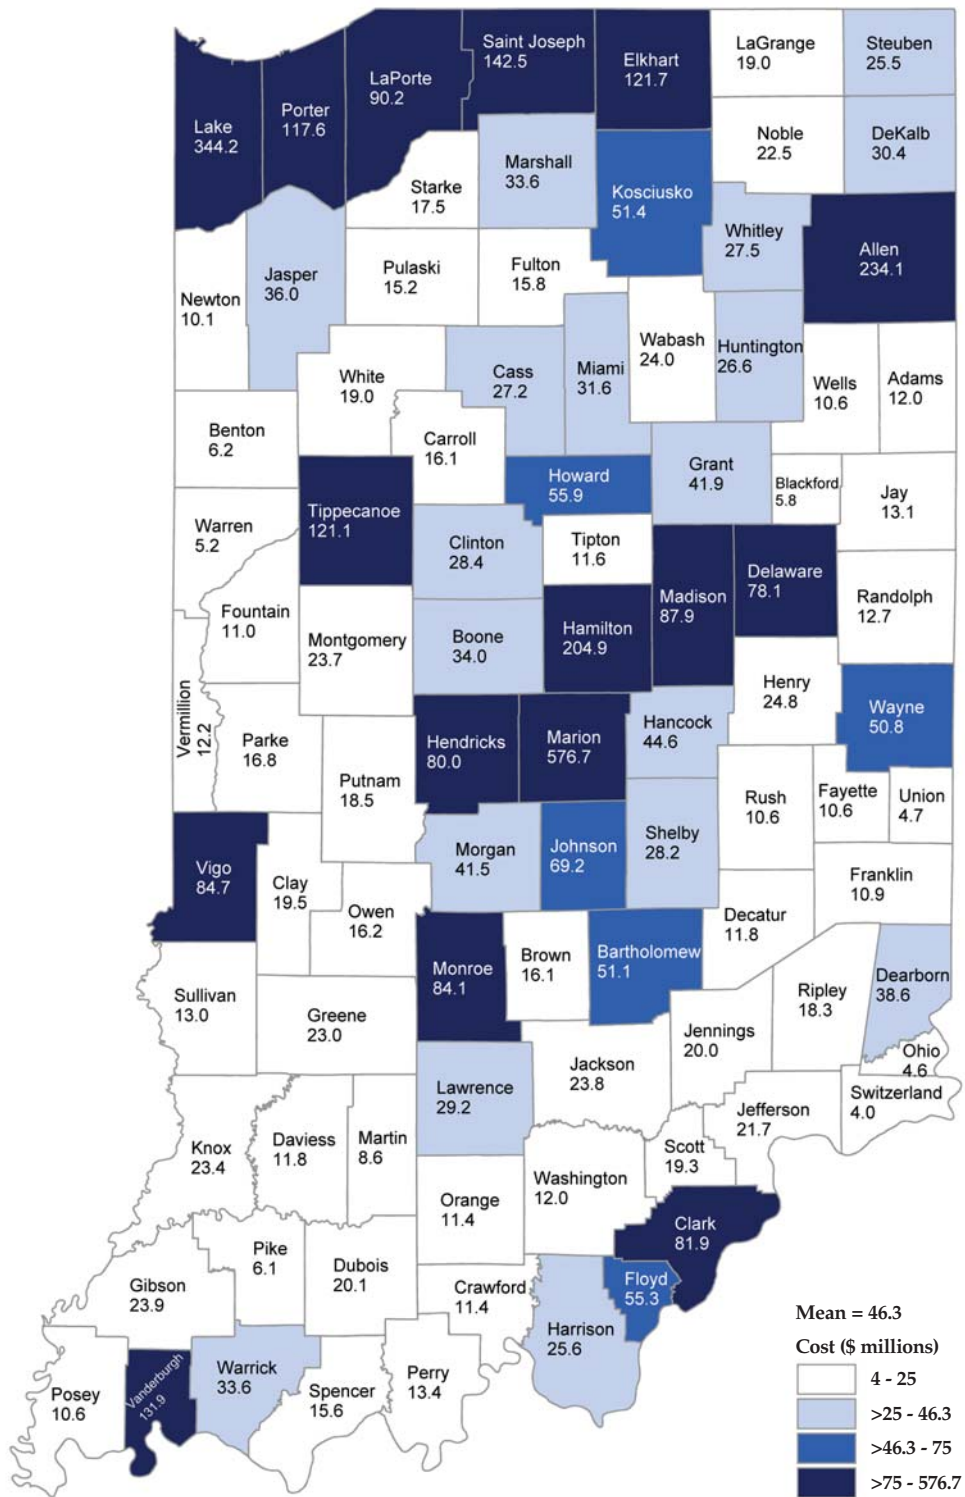 Saint Joseph
142.5
Elkhart
121.7
LaGrange
19.0
Steuben
25.5
LaPorte
90.2
Porter
117.6
Lake
344.2
Noble
22.5
DeKalb
30.4
Marshall
33.6
Starke
17.5
Kosciusko
51.4
Whitley
27.5
Allen
234.1
Jasper
36.0
Newton
10.1
Pulaski
15.2
Fulton
15.8
Wabash
24.0
Huntington
26.6
Miami
31.6
Cass
27.2
White
19.0
Wells
10.6
Adams
12.0
Benton
6.2
Carroll
16.1
Howard
55.9
Grant
41.9
Blackford
5.8
Jay
13.1
Tippecanoe
121.1
Warren
5.2
Clinton
28.4
Tipton
11.6
Madison
87.9
Delaware
78.1
Randolph
12.7
Fountain
11.0
Montgomery
23.7
Boone
34.0
Hamilton
204.9
Henry
24.8
Wayne
50.8
Vermillion
12.2
Parke
16.8
Putnam
18.5
Hendricks
80.0
Marion
576.7
Hancock
44.6
Rush
10.6
Fayette
10.6
Union
4.7
Vigo
84.7
Clay
19.5
Owen
16.2
Morgan
41.5
Johnson
69.2
Shelby
28.2
Decatur
11.8
Franklin
10.9
Monroe
84.1
Brown
16.1
Bartholomew
51.1
Sullivan
13.0
Greene
23.0
Jennings
20.0
Ripley
18.3
Dearborn
38.6
Ohio
4.6
Switzerland
4.0
Jackson
23.8
Lawrence
29.2
Jefferson
21.7
Knox
23.4
Daviess
11.8
Martin
8.6
Scott
19.3
Washington
12.0
Orange
11.4
Clark
81.9
Pike
6.1
Dubois
20.1
Gibson
23.9
Crawford
11.4
Floyd
55.3
Harrison
25.6
Posey
10.6
Vanderburgh
131.9
Warrick
33.6
Spencer
15.6
Perry
13.4
Mean = 46.3
Cost ($ millions)
4 - 25
>25 - 46.3
>46.3 - 75
>75 - 576.7